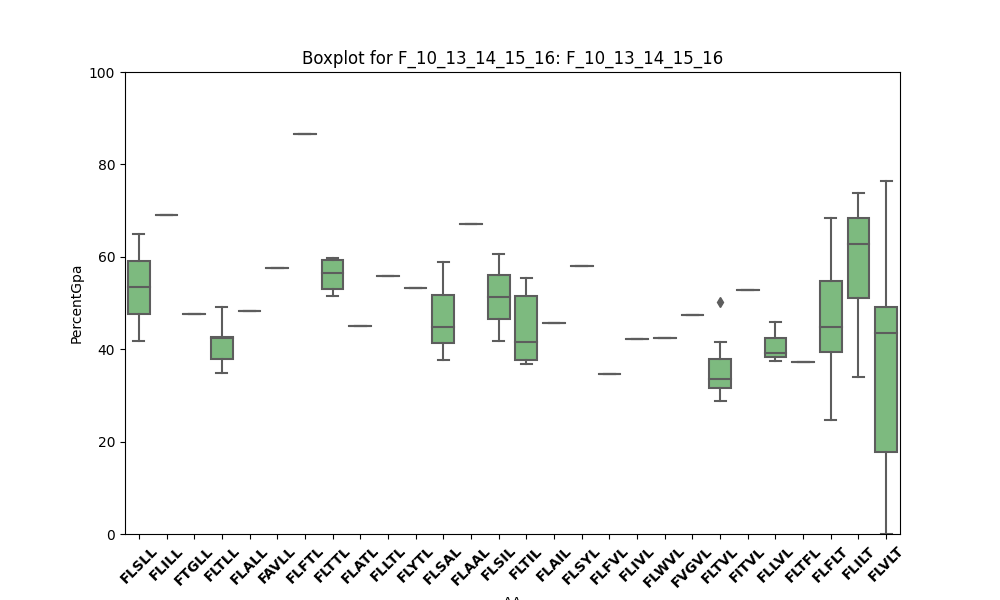 Boxplot for F_10_13_14_15_16: F_10_13_14_15_16
100
80
60
40
20
0
PercentGpa
FLSLL
FLILL
FTGLL
FLTLL
FLALL
FAVLL
FLFTL
FLTTL
FLATL
FLLTL
FLYTL
FLSAL
FLAAL
FLSIL
FLTIL
FLAIL
FLSYL
FLFVL
FLIVL
FLWVL
FVGVL
FLTVL
FITVL
FLLVL
FLTFL
FLFLT
FLILT
FLVLT